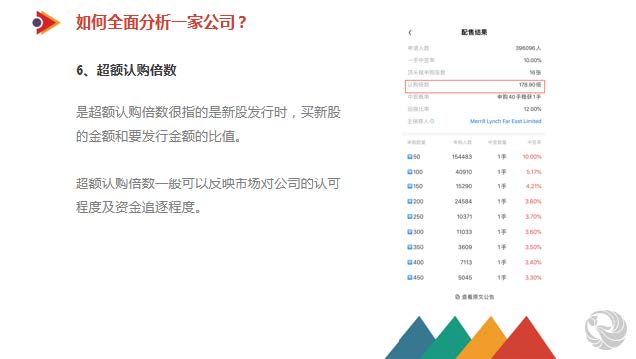 如何全面分析一家公司？
6、超额认购倍数
是超额认购倍数很指的是新股发行时，买新股
的金额和要发行金额的比值。
超额认购倍数一般可以反映市场对公司的认可
程度及资金追逐程度。
配售结果
申请人数 396096人
一手中签率 10.00%
顶头槌申购张数 16张
认购倍数 178.90倍
申购40手稳获1手
回拨比率 12.00%
主保荐人 Merrill Lynch Far East Limited
申购数量 申购人数 中签数量 中签率
50 154483 1手 10.00%
100 40910 1手 5.17%
150 15290 1手 4.21%
200 24584 1手 3.80%
250 10371 1手 3.70%
300 11033 1手 3.60%
350 3609 1手 3.50%
400 7113 1手 3.40%
450 5045 1手 3.30%
查看原文公告